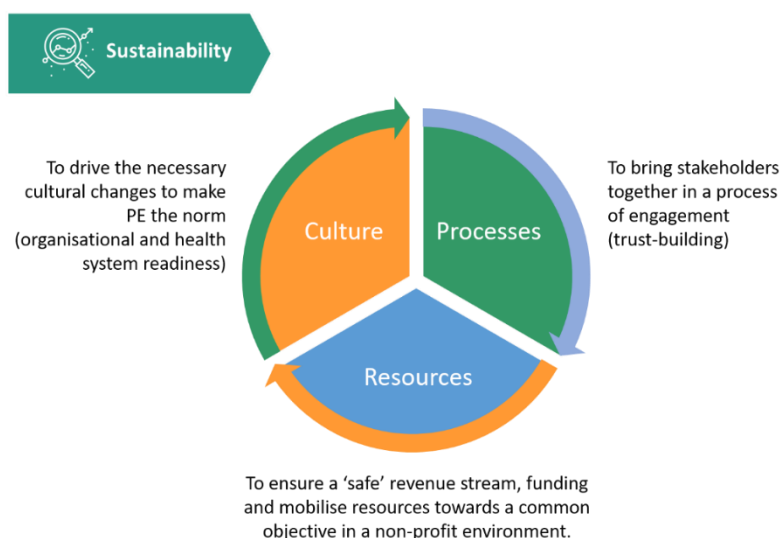 Sustainability
To drive the necessary
cultural changes to make
PE the norm
(organisational and health
system readiness)
Culture
Processes
To bring stakeholders
together in a process
of engagement
(trust-building)
Resources
To ensure a ‘safe’ revenue stream, funding
and mobilise resources towards a common
objective in a non-profit environment.